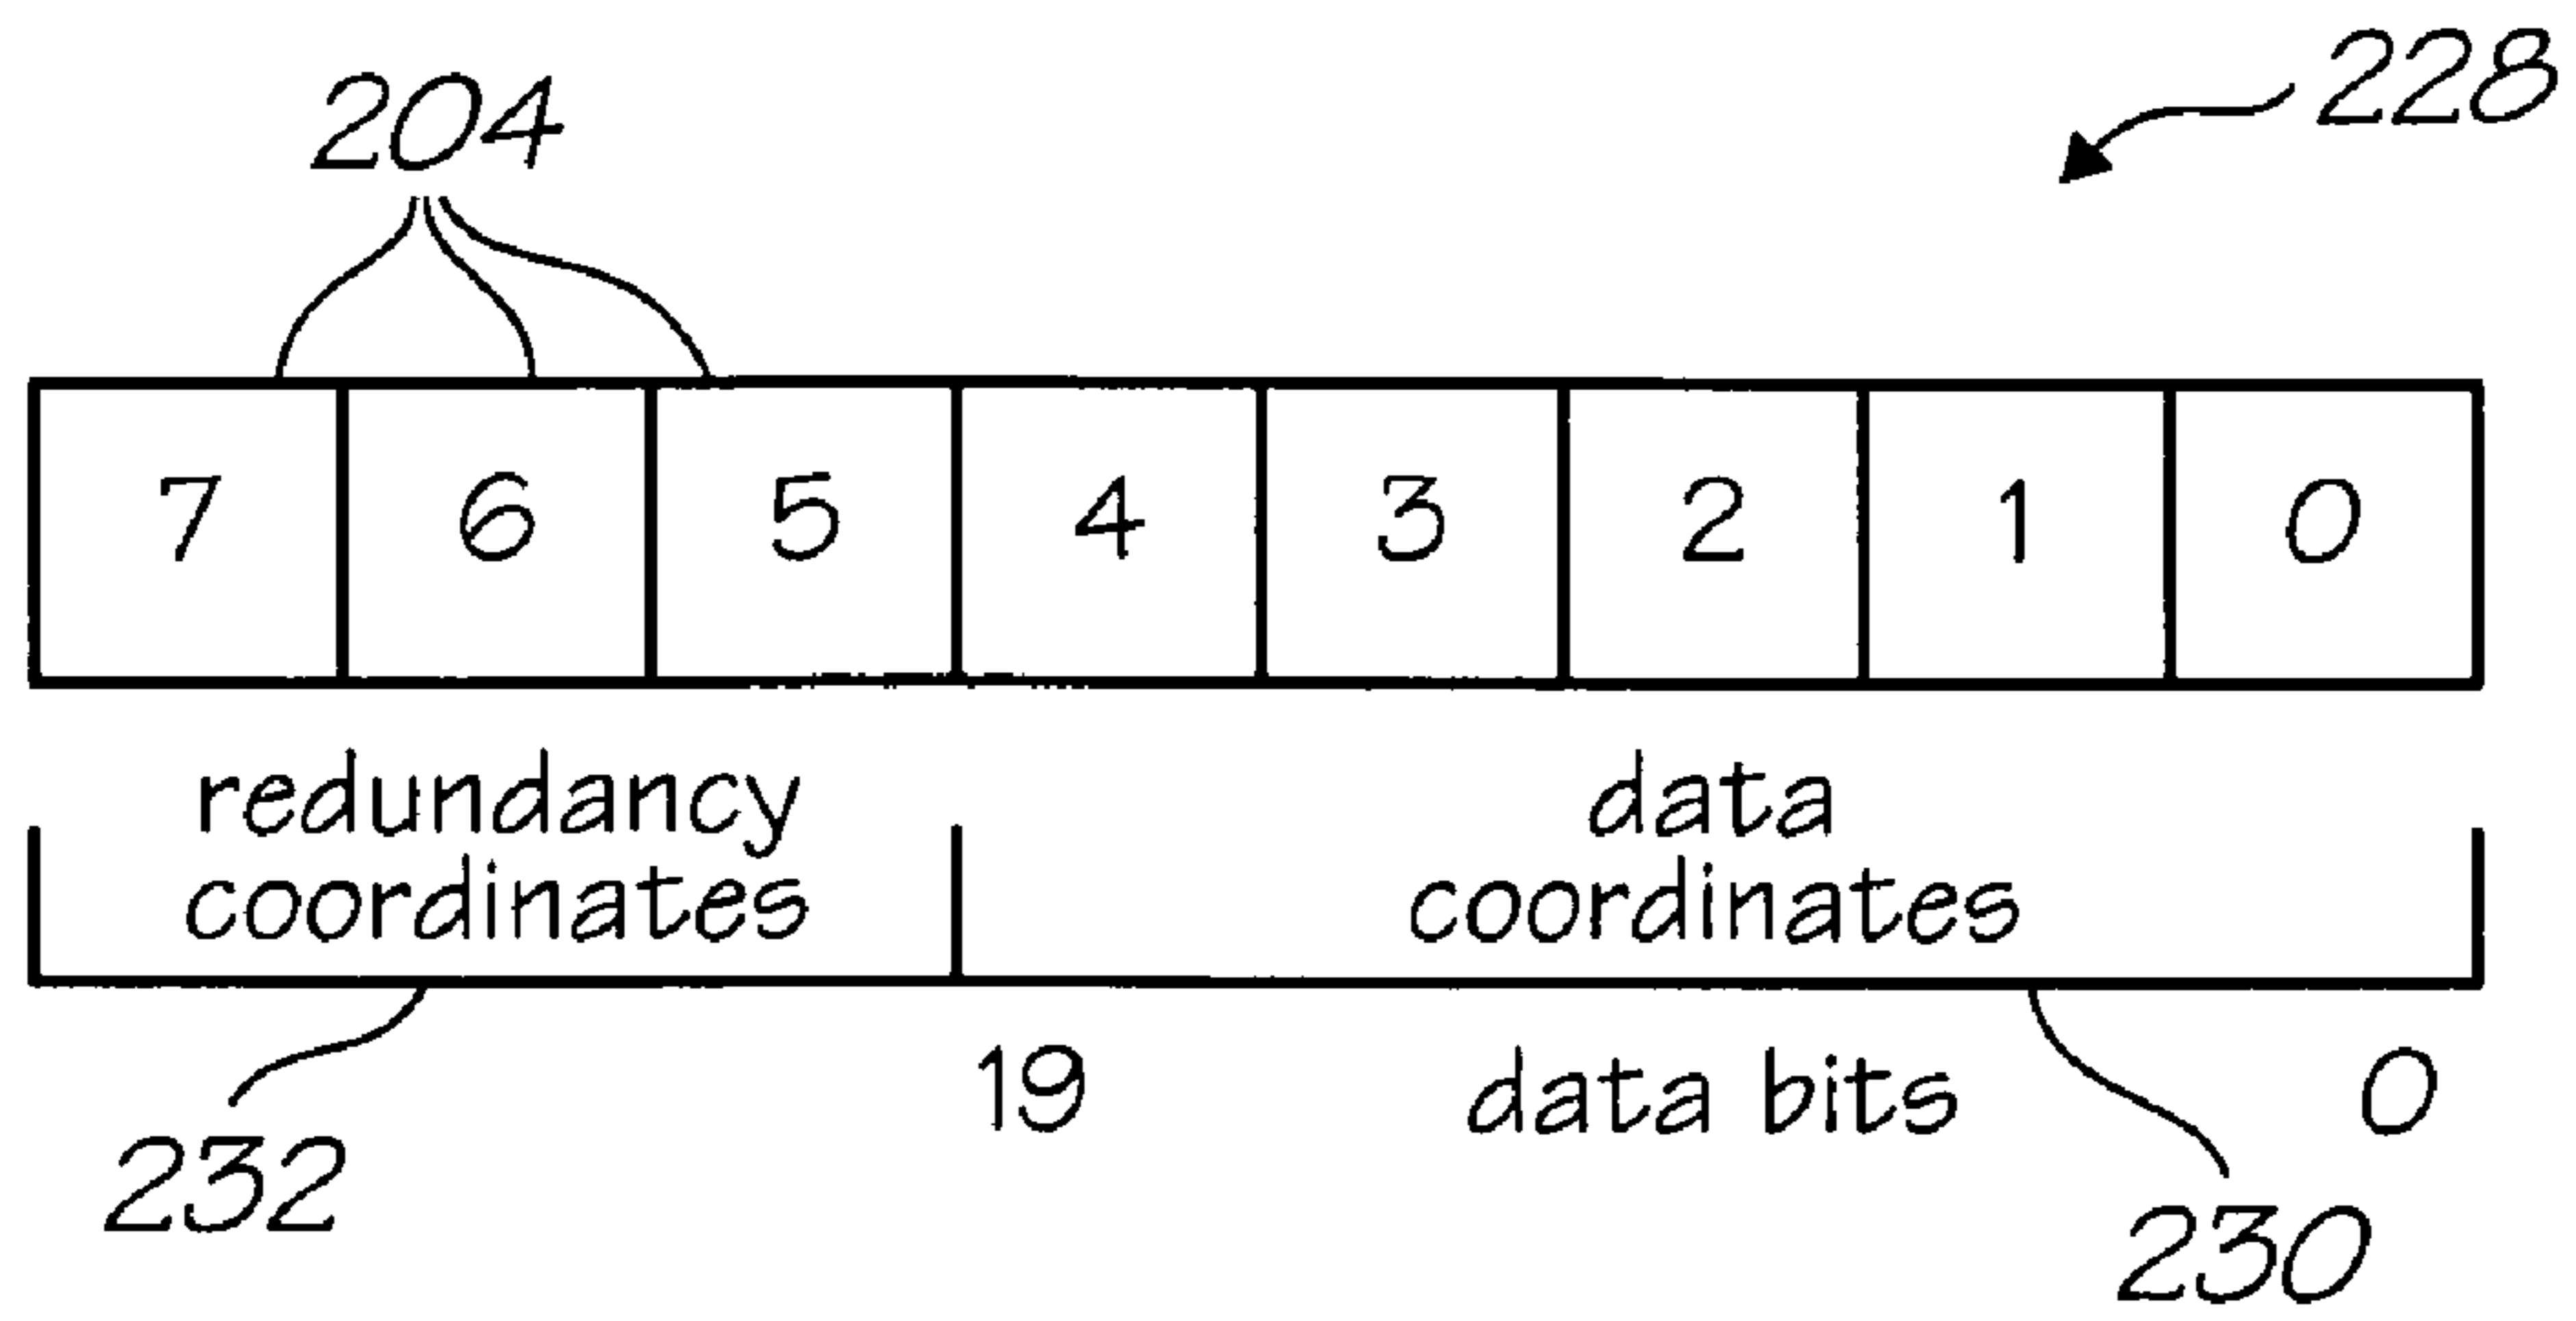 228
204
7 6 5 4 3 2 1 0
redundancy coordinates
data coordinates
19 data bits 0
232
230